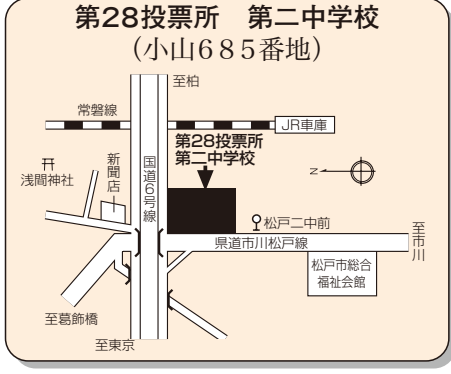 第28投票所　第二中学校
（小山６８５番地）
至柏
常磐線
JR車庫
第28投票所
第二中学校
浅間神社
新聞店
国道6号線
N
松戸二中前
県道市川松戸線
至市川
松戸市総合
福祉会館
至葛飾橋
至東京